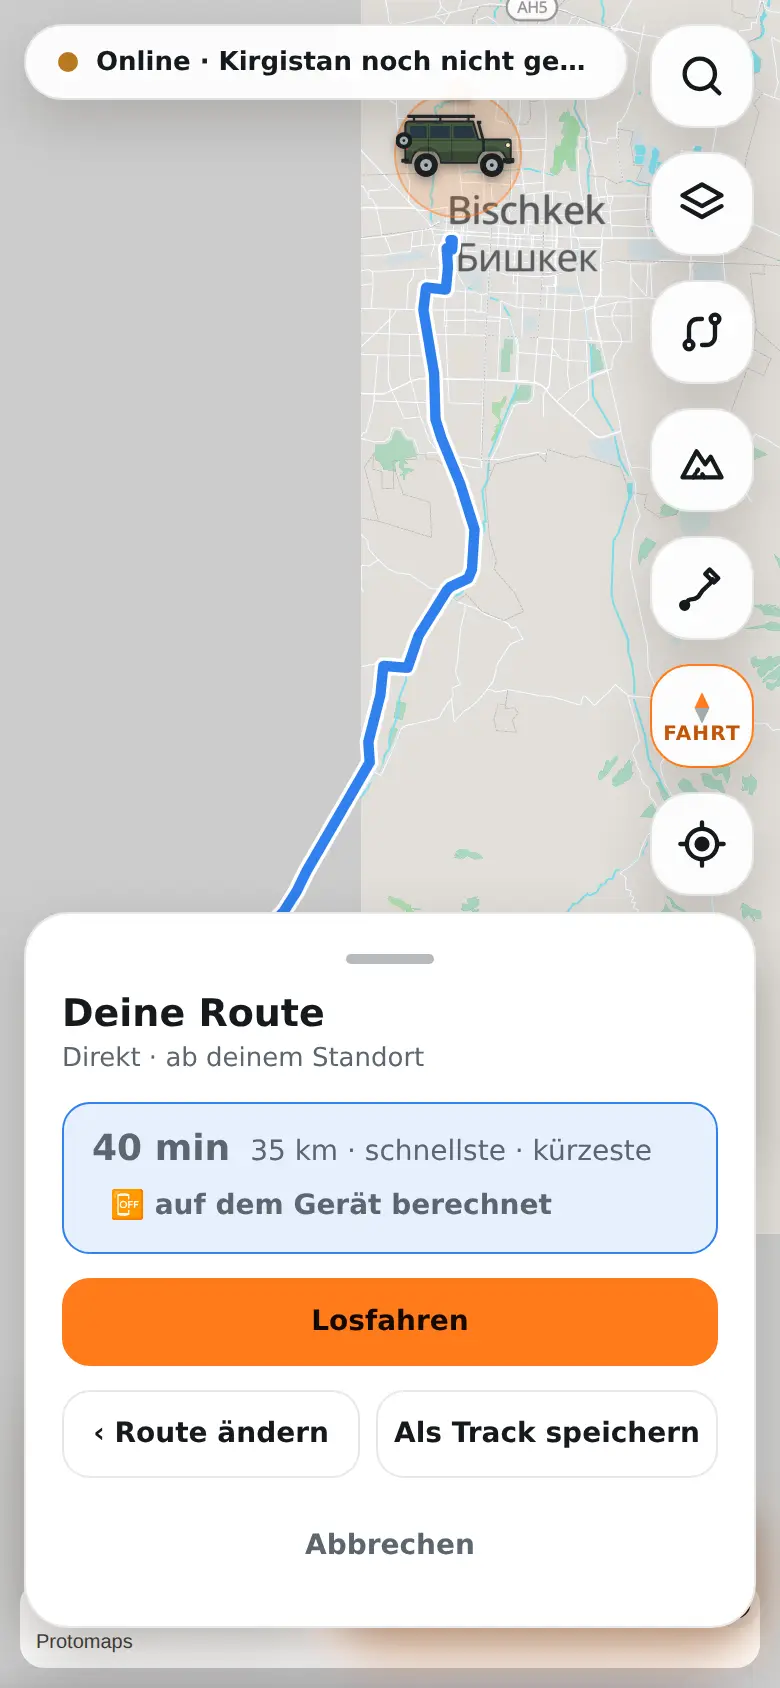 AH5
Online · Kirgistan noch nicht ge…
Bischkek
Бишкек
FAHRT
Deine Route
Direkt · ab deinem Standort
40 min 35 km · schnellste · kürzeste
OFF auf dem Gerät berechnet
Losfahren
‹ Route ändern
Als Track speichern
Abbrechen
Protomaps